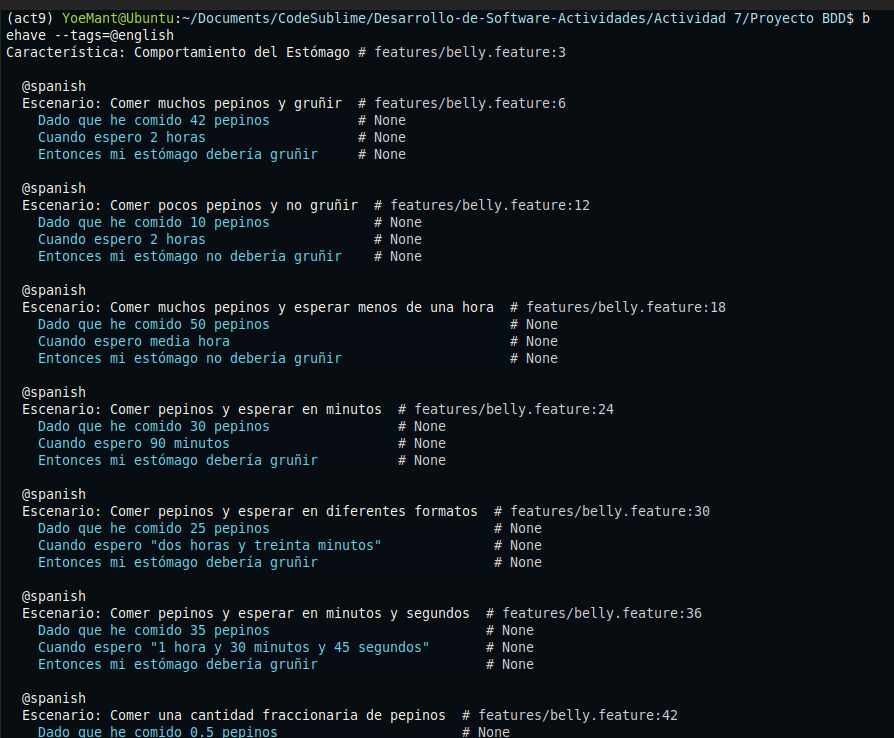 (act9) YoeMant@Ubuntu:~/Documents/CodeSublime/Desarrollo-de-Software-Actividades/Actividad 7/Proyecto BDD$ b
ehave --tags=@english
Característica: Comportamiento del Estómago # features/belly.feature:3
@spanish
Escenario: Comer muchos pepinos y gruñir # features/belly.feature:6
Dado que he comido 42 pepinos # None
Cuando espero 2 horas # None
Entonces mi estómago debería gruñir # None
@spanish
Escenario: Comer pocos pepinos y no gruñir # features/belly.feature:12
Dado que he comido 10 pepinos # None
Cuando espero 2 horas # None
Entonces mi estómago no debería gruñir # None
@spanish
Escenario: Comer muchos pepinos y esperar menos de una hora # features/belly.feature:18
Dado que he comido 50 pepinos # None
Cuando espero media hora # None
Entonces mi estómago no debería gruñir # None
@spanish
Escenario: Comer pepinos y esperar en minutos # features/belly.feature:24
Dado que he comido 30 pepinos # None
Cuando espero 90 minutos # None
Entonces mi estómago debería gruñir # None
@spanish
Escenario: Comer pepinos y esperar en diferentes formatos # features/belly.feature:30
Dado que he comido 25 pepinos # None
Cuando espero "dos horas y treinta minutos" # None
Entonces mi estómago debería gruñir # None
@spanish
Escenario: Comer pepinos y esperar en minutos y segundos # features/belly.feature:36
Dado que he comido 35 pepinos # None
Cuando espero "1 hora y 30 minutos y 45 segundos" # None
Entonces mi estómago debería gruñir # None
@spanish
Escenario: Comer una cantidad fraccionaria de pepinos # features/belly.feature:42
Dado que he comido 0.5 pepinos # None